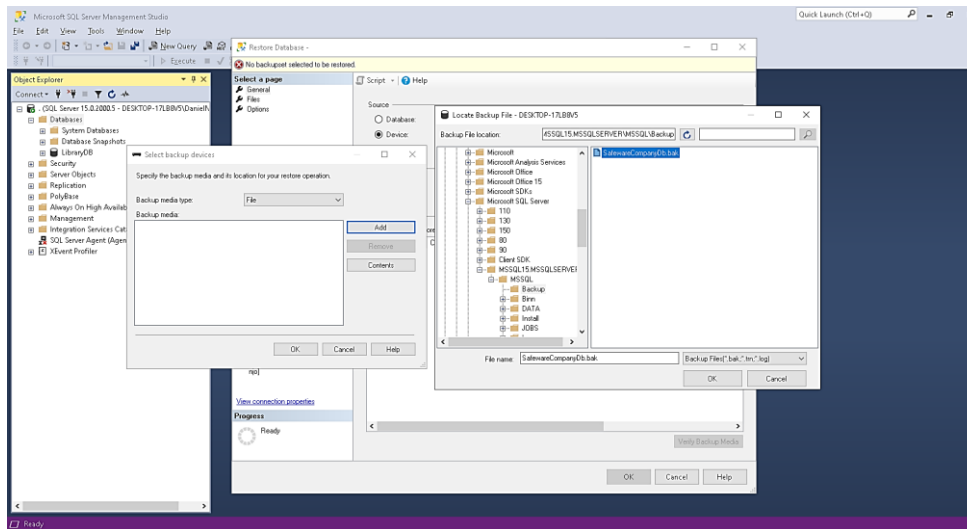 Microsoft SQL Server Management Studio
Quick Launch (Ctrl+Q)
File Edit View Tools Window Help
New Query
Execute
Object Explorer
Connect
- (SQL Server 15.0.2000.5 - DESKTOP-17LB8V5\DanielN
Databases
System Databases
Database Snapshots
LibraryDB
Security
Server Objects
Replication
PolyBase
Always On High Availab
Management
Integration Services Cat
SQL Server Agent (Agen
XEvent Profiler
Restore Database -
No backupset selected to be restored.
Select a page
General
Files
Options
Script
Help
Source
Database:
Device:
njo]
View connection properties
Progress
Ready
Verify Backup Media
OK Cancel Help
Select backup devices
Specify the backup media and its location for your restore operation.
Backup media type:
File
Backup media:
Add
Remove
Contents
OK Cancel Help
Locate Backup File - DESKTOP-17LB8V5
Backup File location:
ISSQL15.MSSQLSERVER\MSSQL\Backup
Microsoft
Microsoft Analysis Services
Microsoft Office
Microsoft Office 15
Microsoft SDKs
Microsoft SQL Server
110
130
150
80
90
Client SDK
MSSQL15.MSSQLSERVER
MSSQL
Backup
Binn
DATA
Install
JOBS
SatewareCompanyDb.bak
File name:
SatewareCompanyDb.bak
Backup Files(*.bak;*.trn;*.log)
OK Cancel
Ready